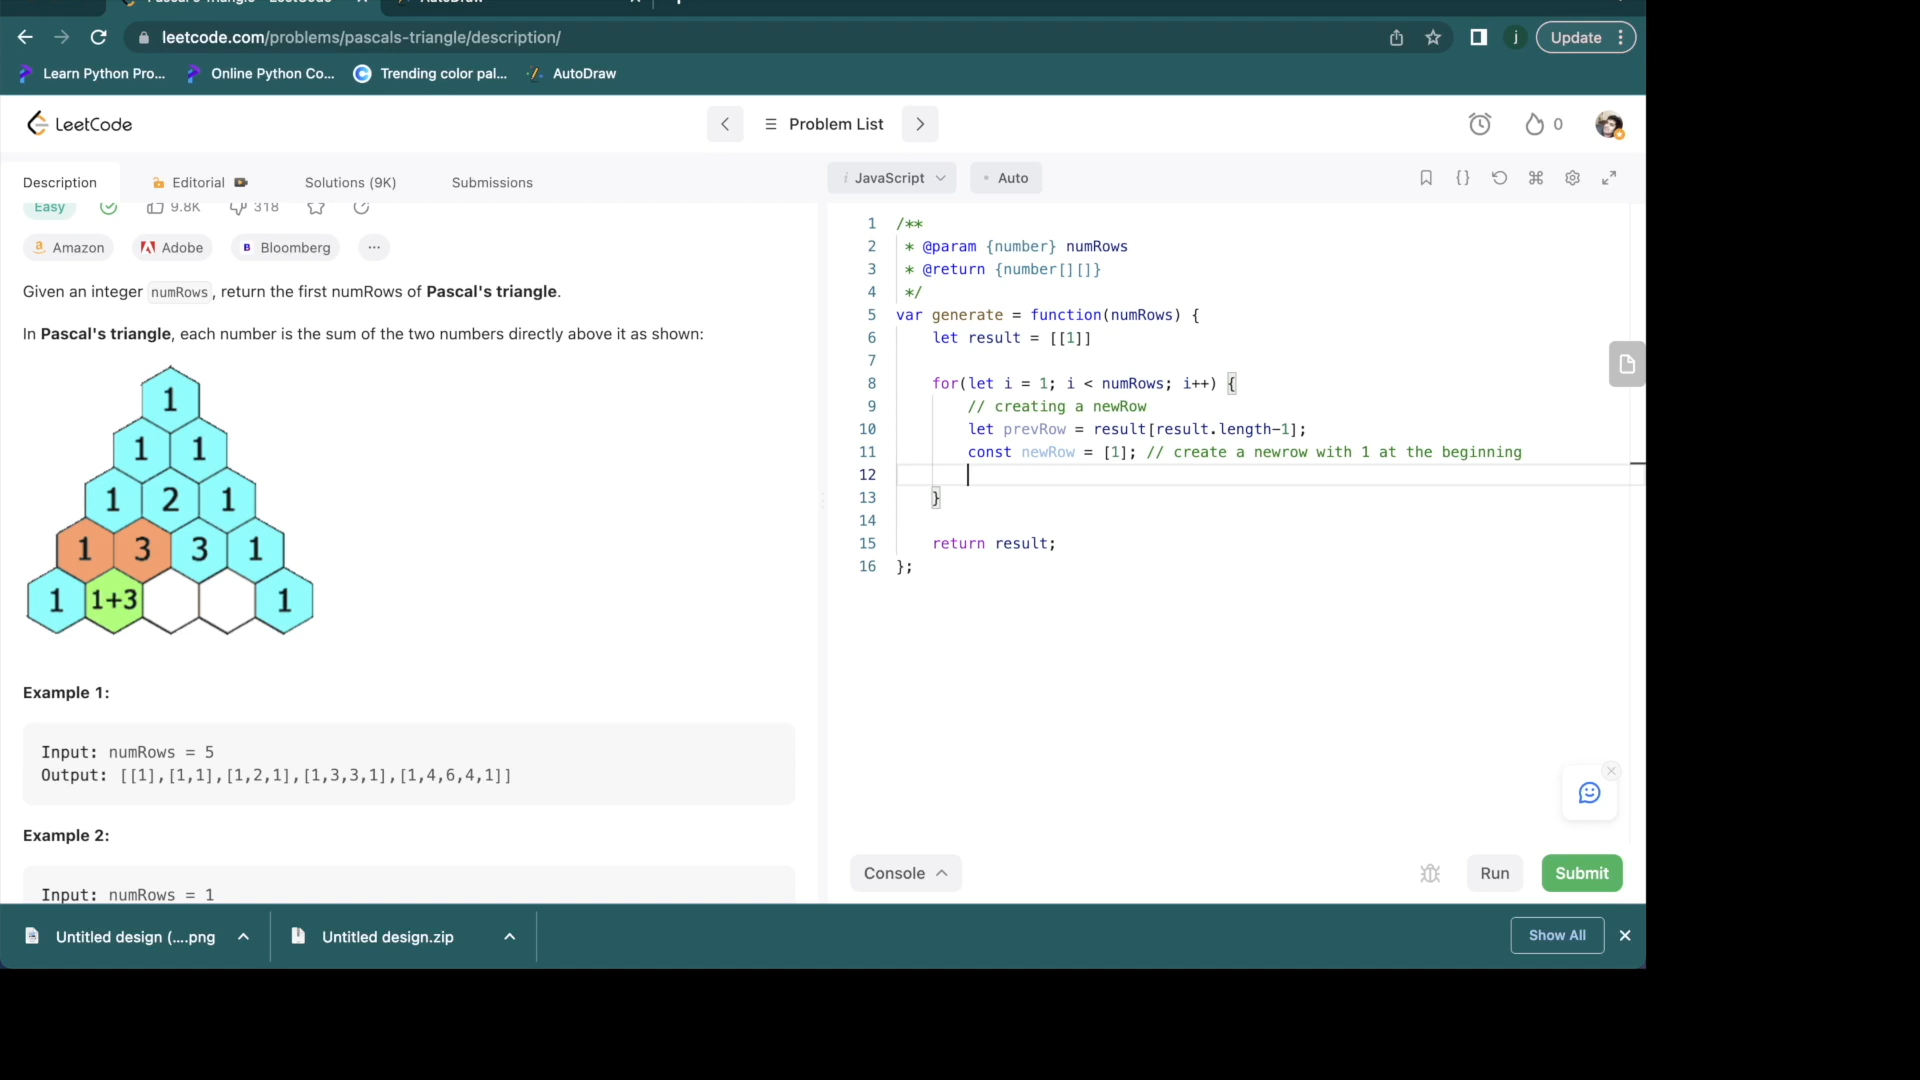 leetcode.com/problems/pascals-triangle/description/
j
Update
Learn Python Pro...
Online Python Co...
Trending color pal...
AutoDraw
LeetCode
Problem List
0
Description
Editorial
Solutions (9K)
Submissions
i JavaScript
Auto
Easy
9.8K
318
Amazon
Adobe
B Bloomberg
...
Given an integer numRows, return the first numRows of Pascal's triangle.
In Pascal's triangle, each number is the sum of the two numbers directly above it as shown:
1
1 1
1 2 1
1 3 3 1
1 1+3 1
Example 1:
Input: numRows = 5
Output: [[1],[1,1],[1,2,1],[1,3,3,1],[1,4,6,4,1]]
Example 2:
Input: numRows = 1
1 /**
2 * @param {number} numRows
3 * @return {number[][]}
4 */
5 var generate = function(numRows) {
6 let result = [[1]]
7
8 for(let i = 1; i < numRows; i++) {
9 // creating a newRow
10 let prevRow = result[result.length-1];
11 const newRow = [1]; // create a newrow with 1 at the beginning
12
13 }
14
15 return result;
16 };
Console
Run
Submit
Untitled design (....png
Untitled design.zip
Show All